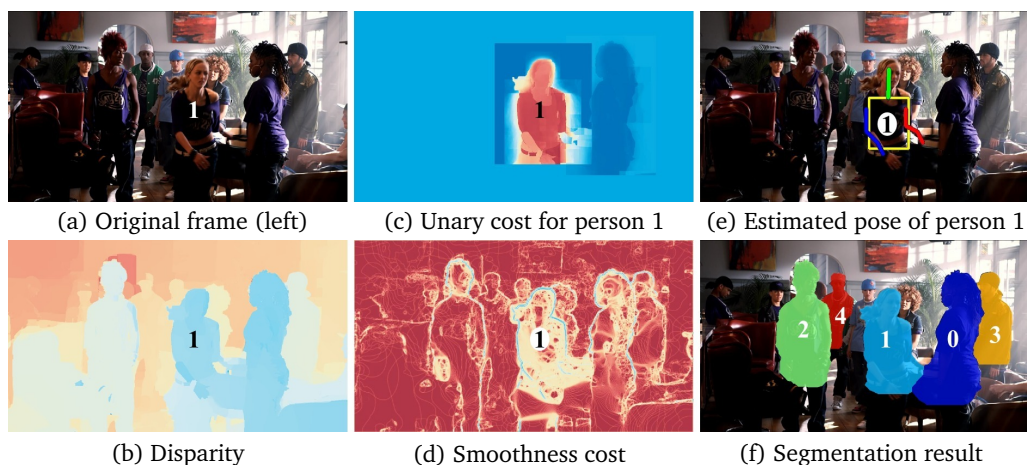 1
1
1
(a) Original frame (left)
(c) Unary cost for person 1
(e) Estimated pose of person 1
1
1
2
4
1
0
3
(b) Disparity
(d) Smoothness cost
(f) Segmentation result